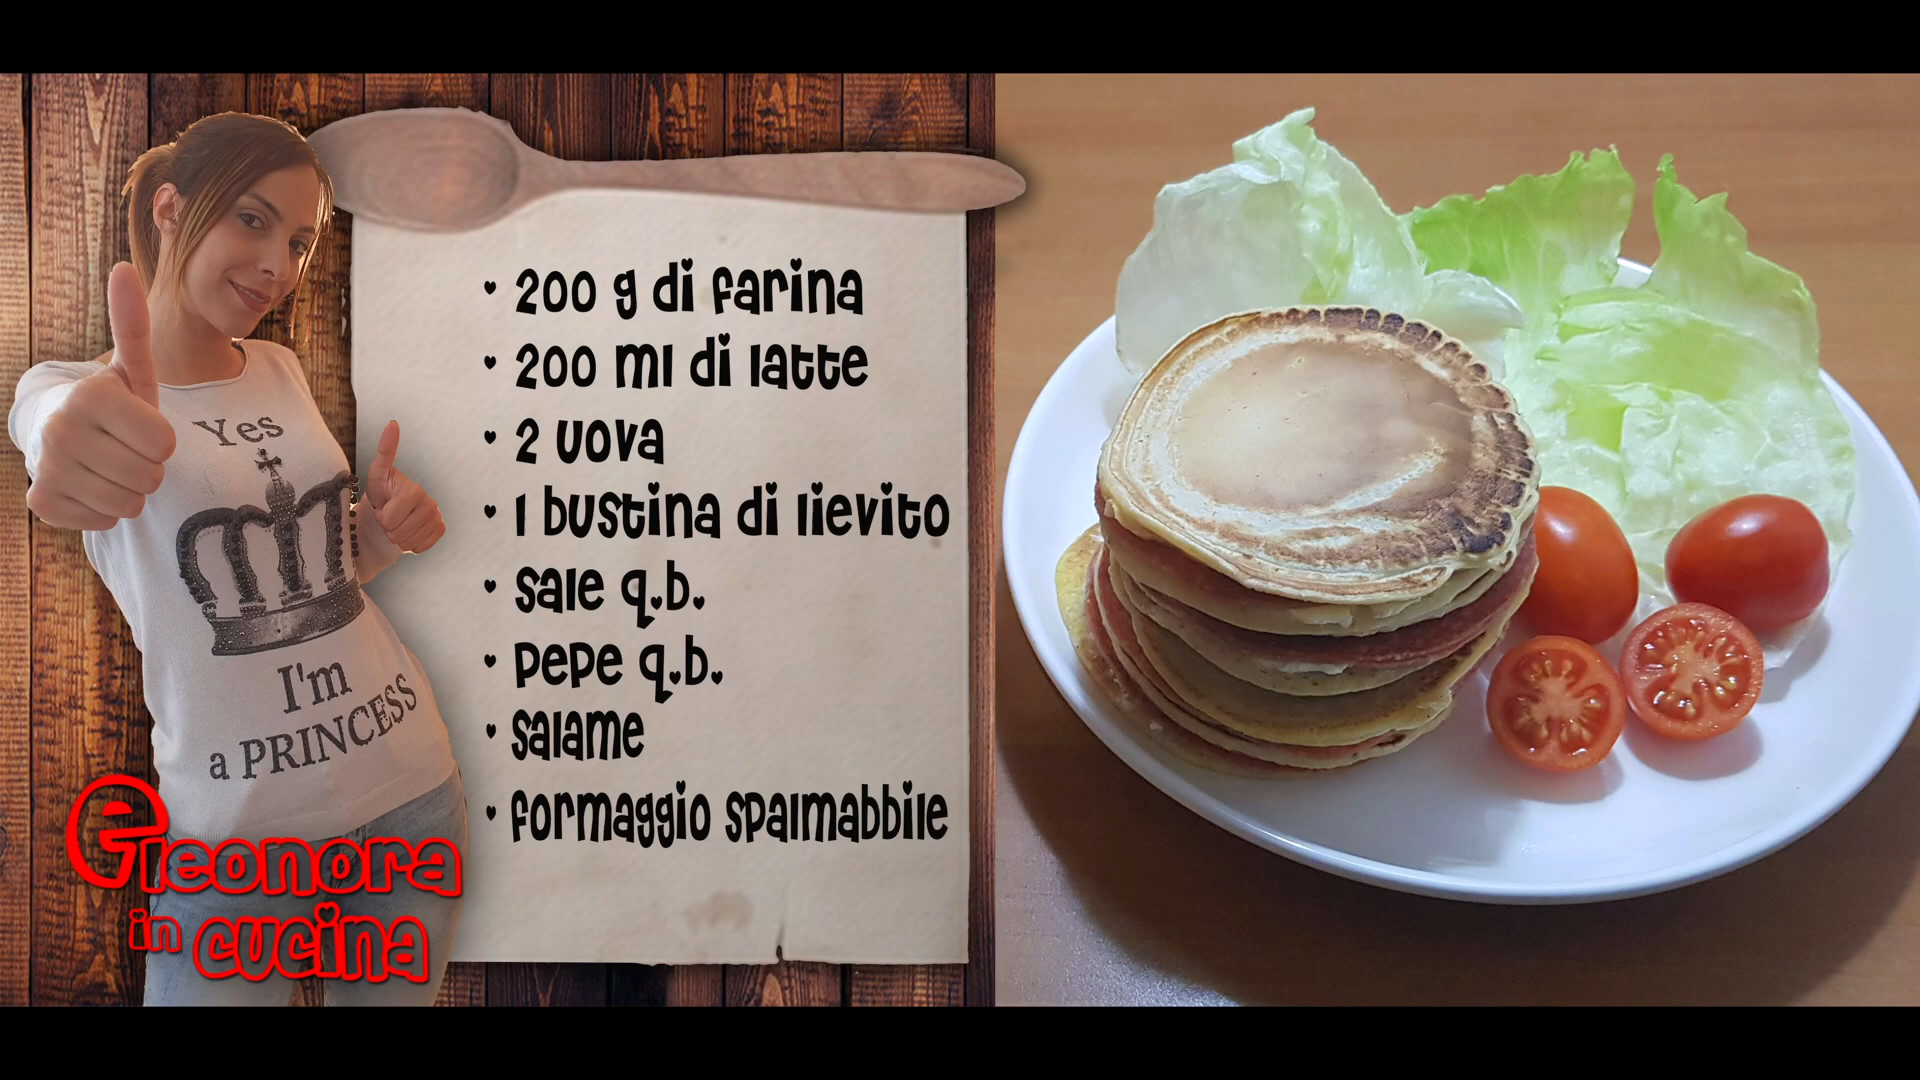 • 200 g di farina
• 200 ml di latte
• 2 uova
• 1 bustina di lievito
• sale q.b.
• pepe q.b.
• salame
• formaggio spalmabbile
Yes
I'm
a PRINCESS
Eleonora
in cucina